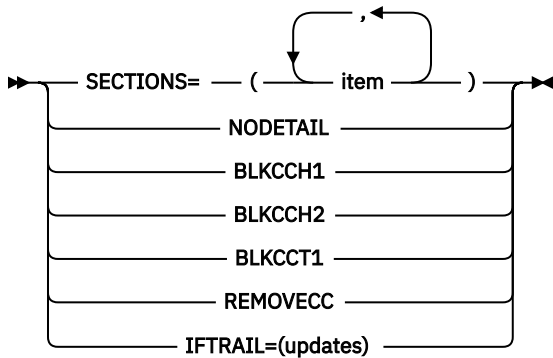 ,
SECTIONS= ( item )
NODETAIL
BLKCCH1
BLKCCH2
BLKCCT1
REMOVECC
IFTRAIL=(updates)